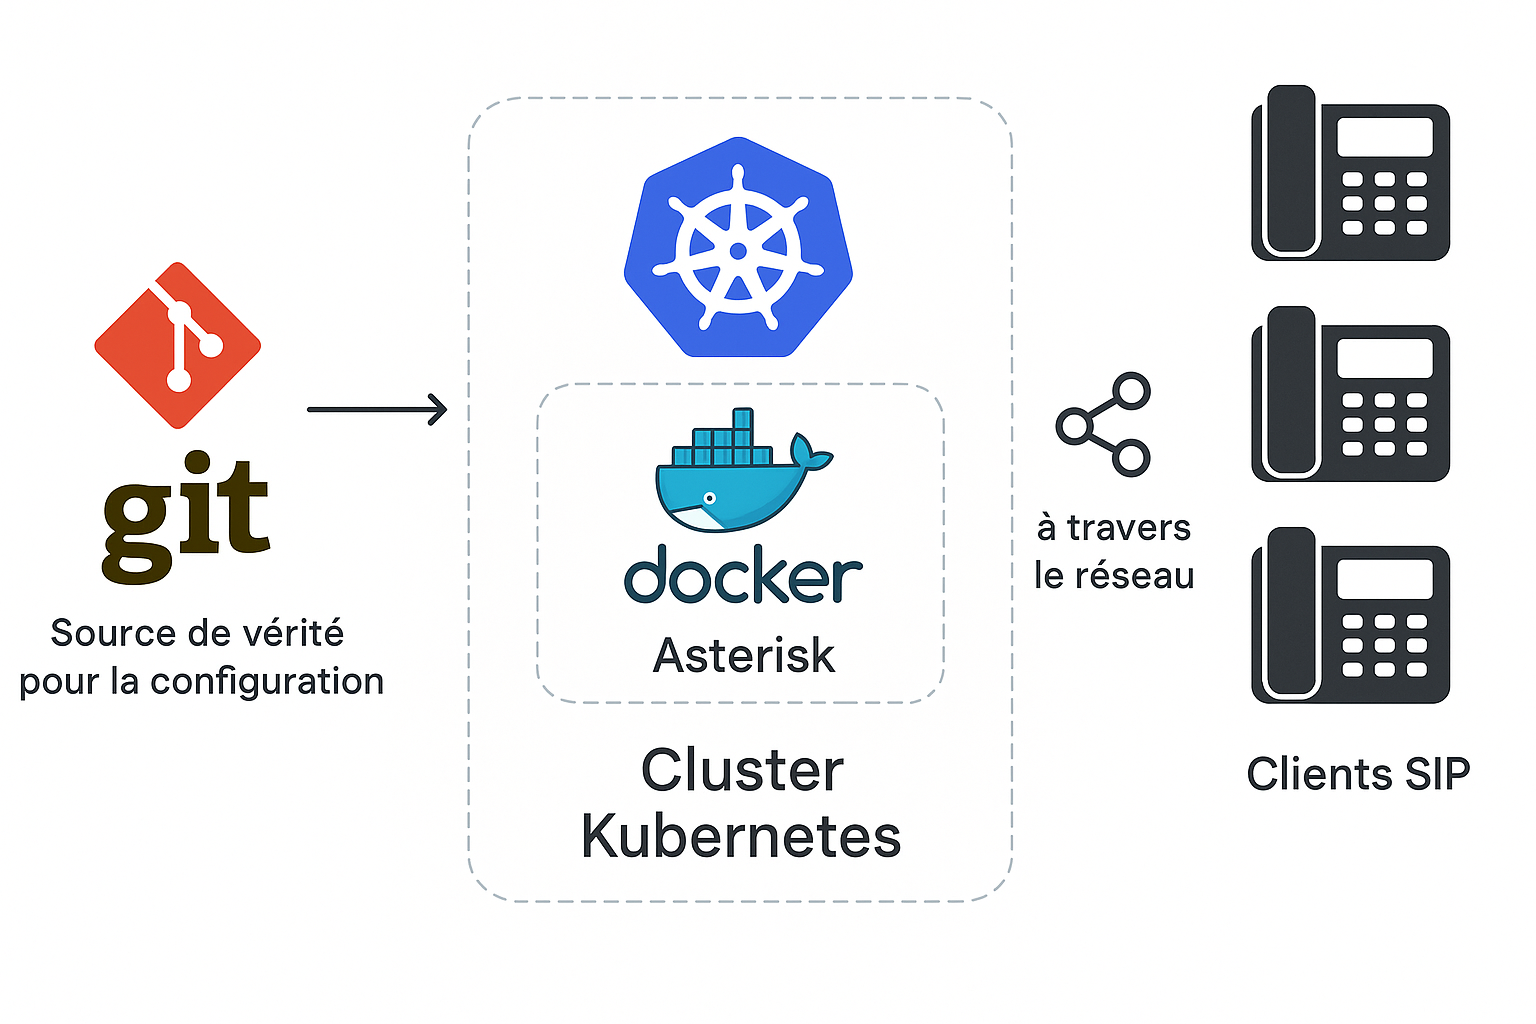 git
Source de vérité
pour la configuration
docker
Asterisk
Cluster
Kubernetes
à travers
le réseau
Clients SIP